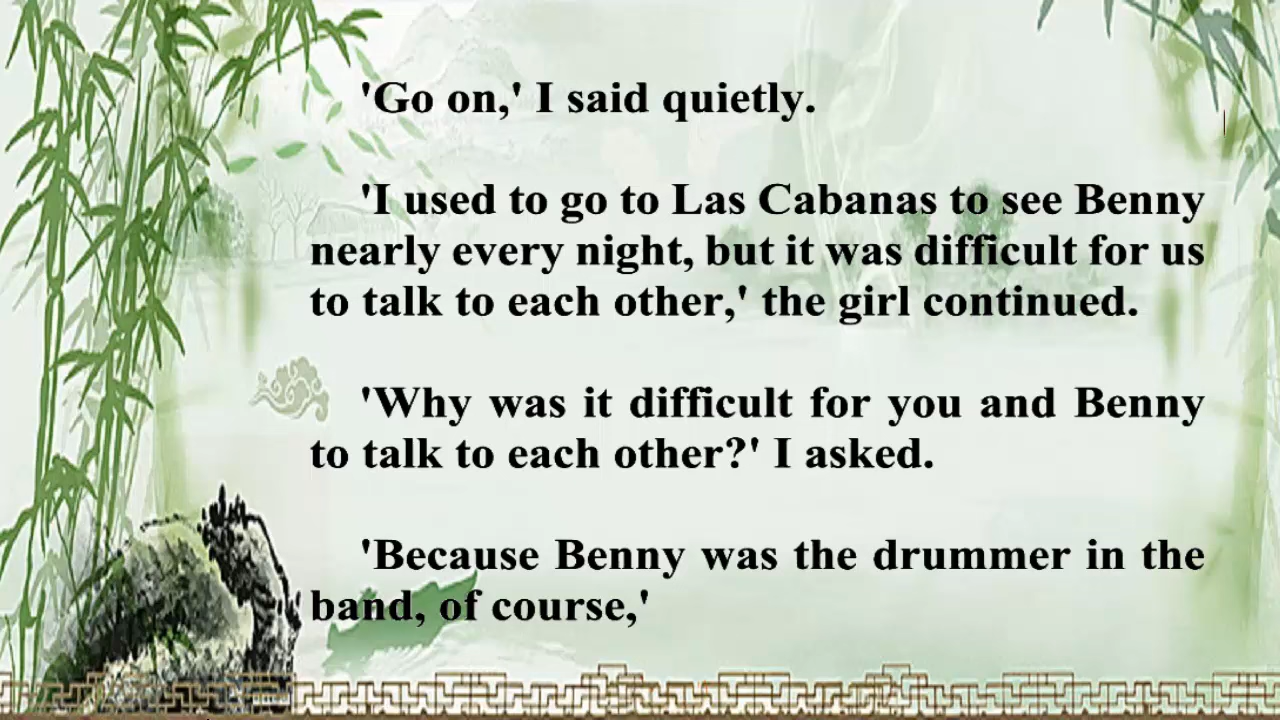 'Go on,' I said quietly.
'I used to go to Las Cabanas to see Benny
nearly every night, but it was difficult for us
to talk to each other,' the girl continued.
'Why was it difficult for you and Benny
to talk to each other?' I asked.
'Because Benny was the drummer in the
band, of course,'